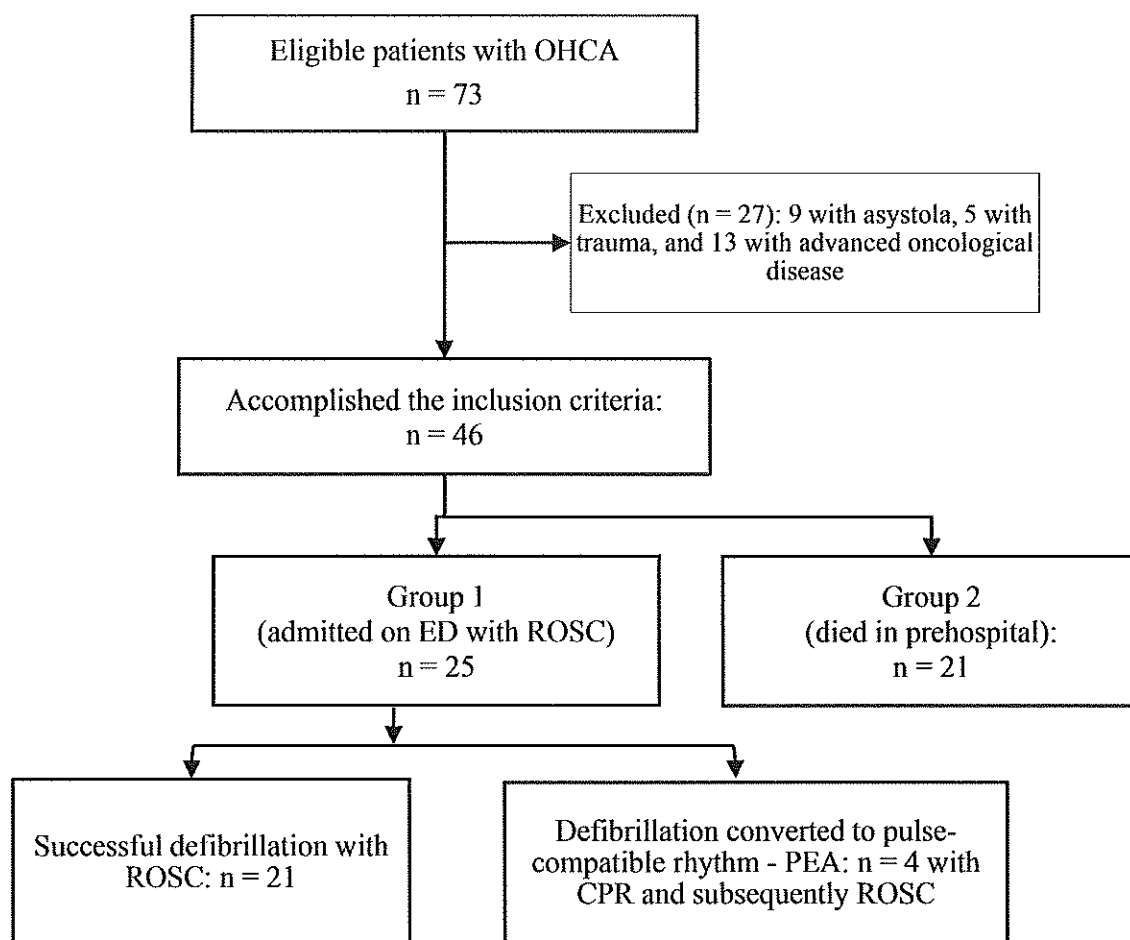 Eligible patients with OHCA
n = 73
Excluded (n = 27): 9 with asystola, 5 with
trauma, and 13 with advanced oncological
disease
Accomplished the inclusion criteria:
n = 46
Group 1
(admitted on ED with ROSC)
n = 25
Group 2
(died in prehospital):
n = 21
Successful defibrillation with
ROSC: n = 21
Defibrillation converted to pulse-
compatible rhythm - PEA: n = 4 with
CPR and subsequently ROSC